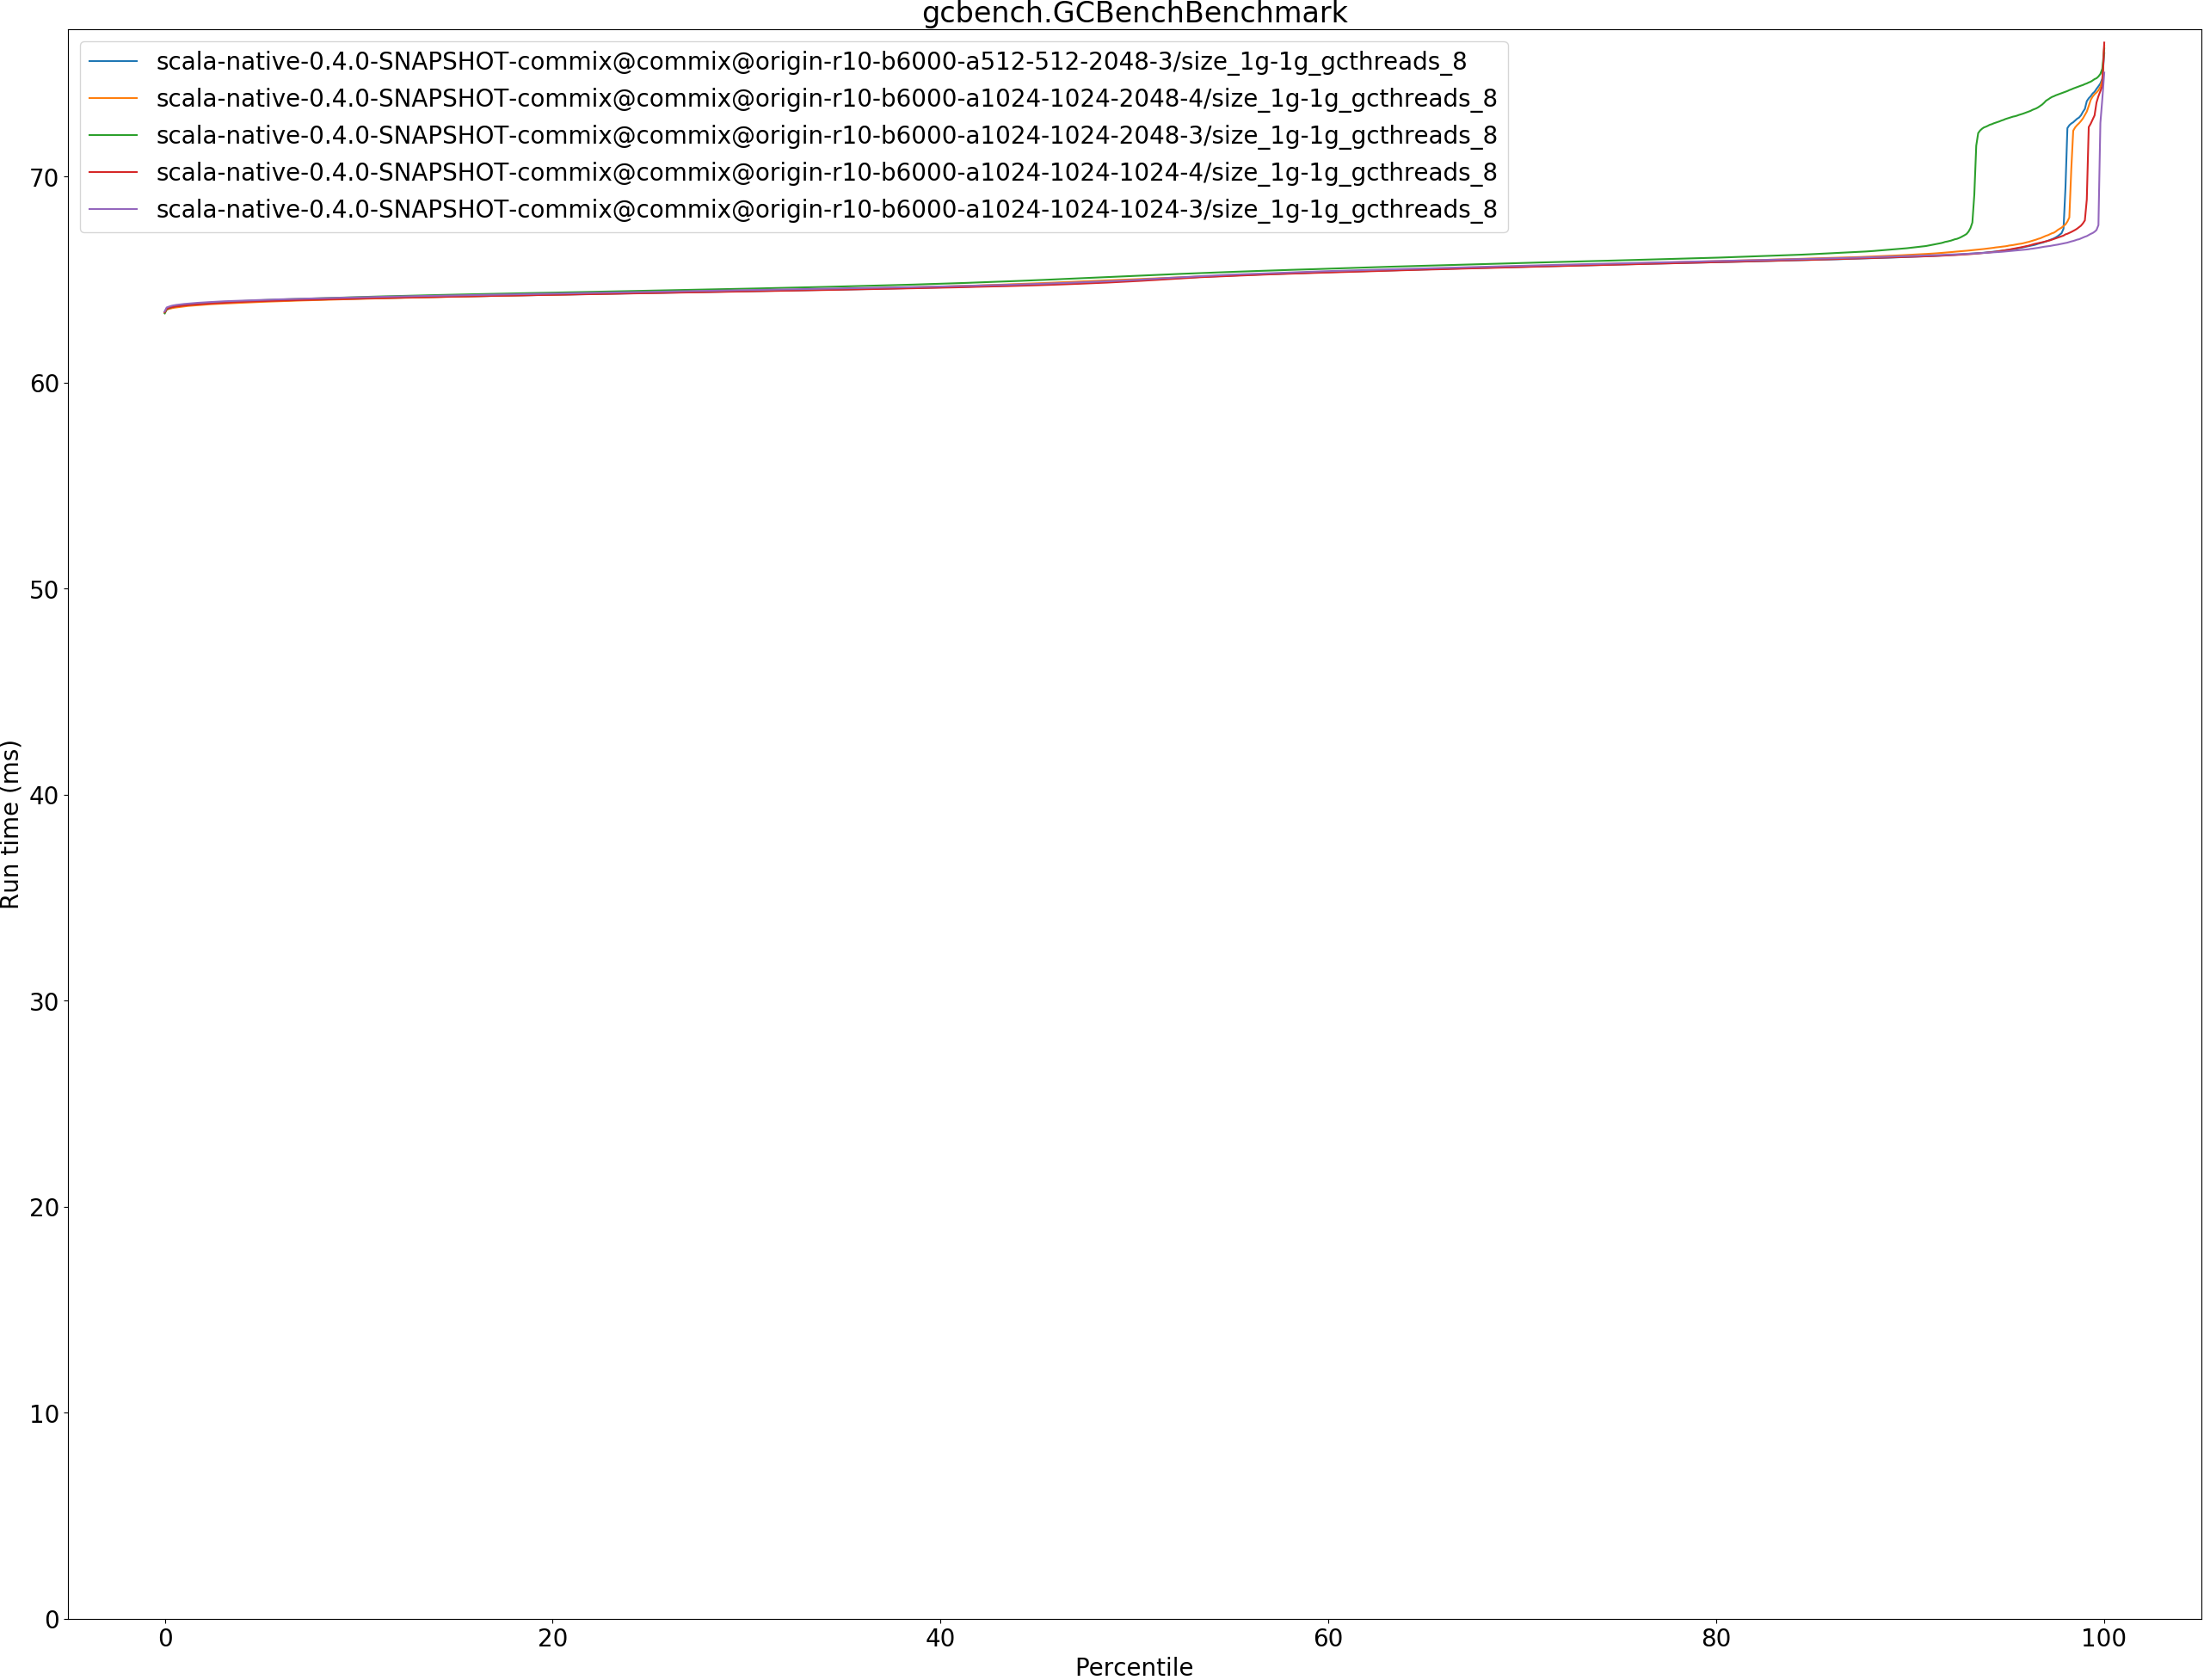 gcbench.GCBenchBenchmark
scala-native-0.4.0-SNAPSHOT-commix@commix@origin-r10-b6000-a512-512-2048-3/size_1g-1g_gcthreads_8
scala-native-0.4.0-SNAPSHOT-commix@commix@origin-r10-b6000-a1024-1024-2048-4/size_1g-1g_gcthreads_8
scala-native-0.4.0-SNAPSHOT-commix@commix@origin-r10-b6000-a1024-1024-2048-3/size_1g-1g_gcthreads_8
scala-native-0.4.0-SNAPSHOT-commix@commix@origin-r10-b6000-a1024-1024-1024-4/size_1g-1g_gcthreads_8
scala-native-0.4.0-SNAPSHOT-commix@commix@origin-r10-b6000-a1024-1024-1024-3/size_1g-1g_gcthreads_8
70
60
50
40
30
20
10
0
Run time (ms)
0 20 40 60 80 100
Percentile